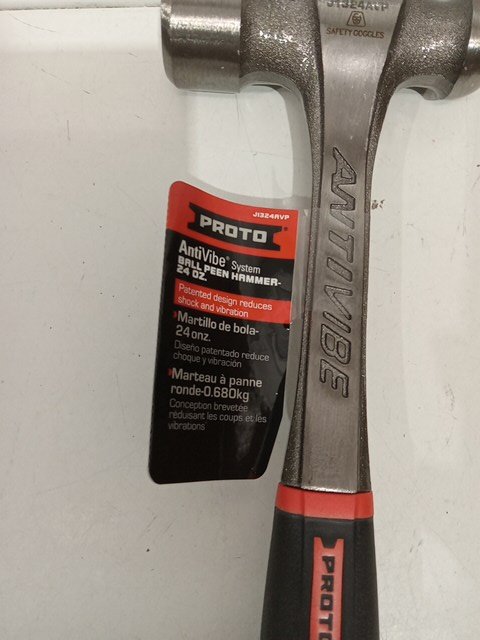 J1324AVP
SAFETY GOGGLES
ANTIVIBE
J1324AVP
PROTO®
AntiVibe® System
BALL PEEN HAMMER-
24 OZ.
Patented design reduces
shock and vibration
Martillo de bola-
24 onz.
Diseño patentado reduce
choque y vibración
Marteau à panne
ronde-0.680kg
Conception brevetée
réduisant les coups et les
vibrations
PROTO